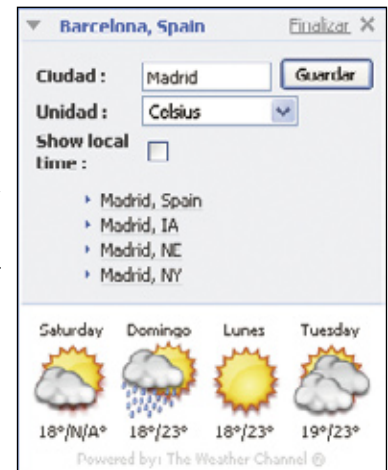 Barcelona, Spain Finalizar
Ciudad : Madrid Guardar
Unidad : Celsius
Show local
time :
Madrid, Spain
Madrid, IA
Madrid, NE
Madrid, NY
Saturday Domingo Lunes Tuesday
18°/N/A° 18°/23° 18°/23° 19°/23°
Powered by: The Weather Channel ®